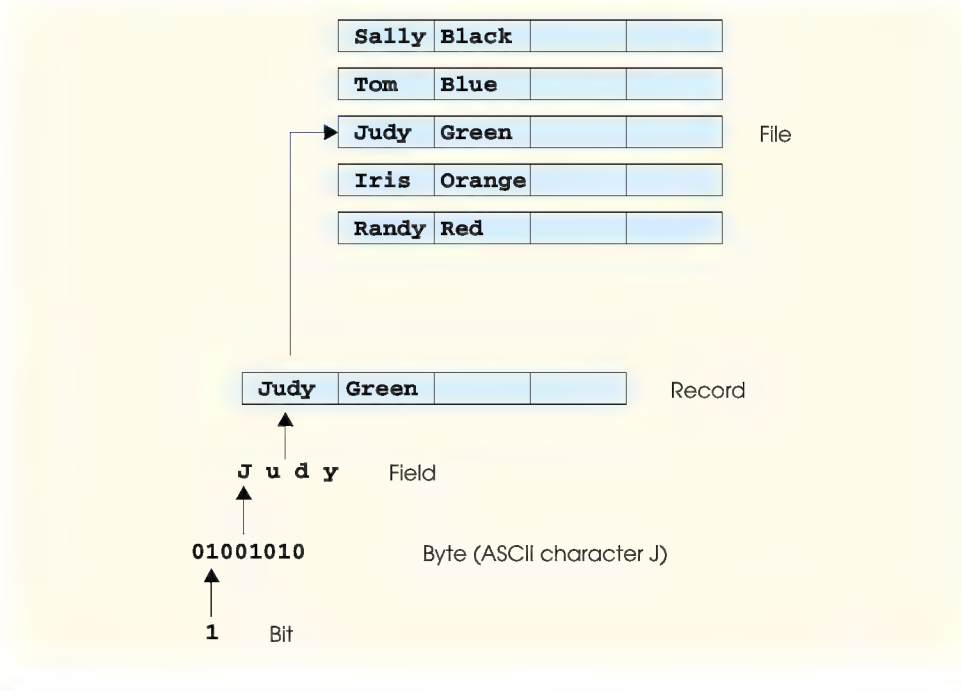 Sally Black
Tom Blue
Judy Green File
Iris Orange
Randy Red
Judy Green Record
J u d y Field
01001010 Byte (ASCII character J)
1 Bit